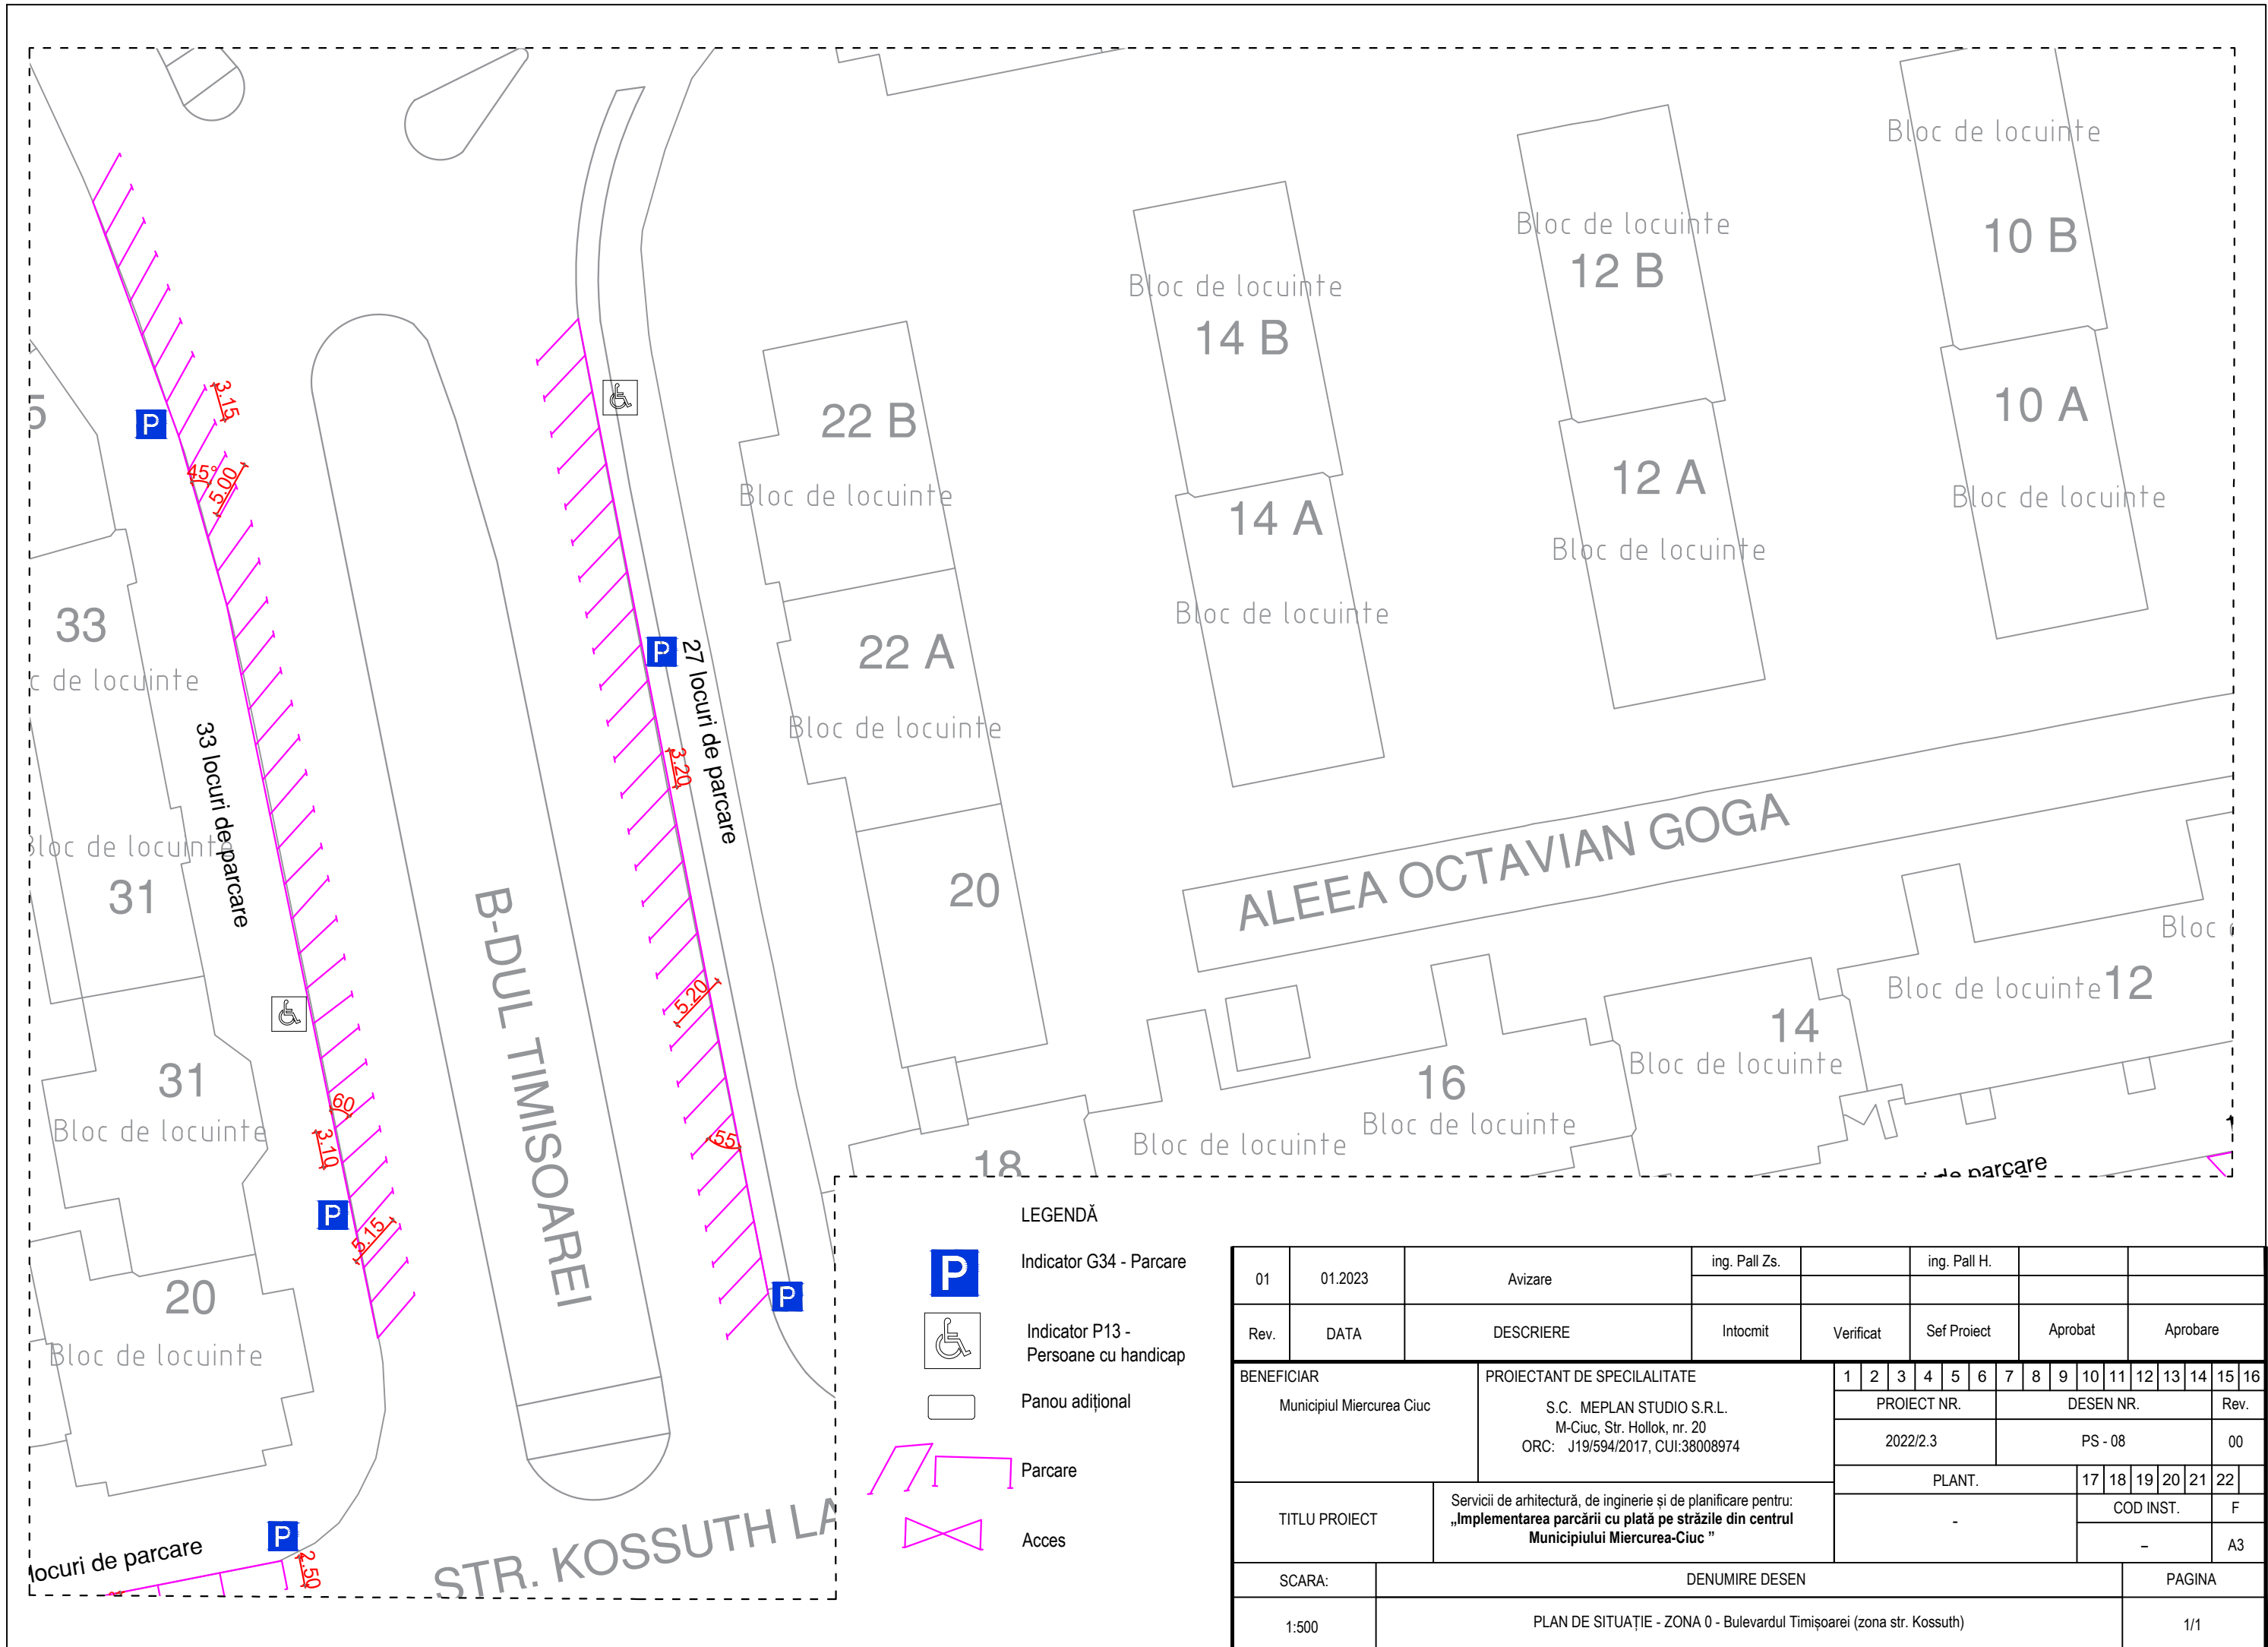 Bloc de locuinte
10 B
Bloc de locuinte
12 B
Bloc de locuinte
14 B
10 A
Bloc de locuinte
12 A
Bloc de locuinte
14 A
Bloc de locuinte
22 B
Bloc de locuinte
22 A
Bloc de locuinte
20
P
3.15
45°
5.00
5
33
c de locuinte
33 locuri de parcare
Bloc de locuinte
31
31
Bloc de locuinte
60
3.10
P
5.15
20
Bloc de locuinte
P
27 locuri de parcare
3.20
5.20
55
P
B-DUL TIMISOAREI
ALEEA OCTAVIAN GOGA
Bloc
Bloc de locuinte 12
14
Bloc de locuinte
16
Bloc de locuinte
Bloc de locuinte
18
i de parcare
P
locuri de parcare
2.50
STR. KOSSUTH LA
LEGENDĂ
P
Indicator G34 - Parcare
Indicator P13 -
Persoane cu handicap
Panou adițional
Parcare
Acces
01 01.2023 Avizare ing. Pall Zs. ing. Pall H.
Rev. DATA DESCRIERE Intocmit Verificat Sef Proiect Aprobat Aprobare
BENEFICIAR
Municipiul Miercurea Ciuc
PROIECTANT DE SPECILALITATE
S.C. MEPLAN STUDIO S.R.L.
M-Ciuc, Str. Hollok, nr. 20
ORC: J19/594/2017, CUI:38008974
1 2 3 4 5 6 7 8 9 10 11 12 13 14 15 16
PROIECT NR. DESEN NR. Rev.
2022/2.3 PS - 08 00
PLANT. 17 18 19 20 21 22
COD INST. F
- – A3
TITLU PROIECT
Servicii de arhitectură, de inginerie și de planificare pentru:
„Implementarea parcării cu plată pe străzile din centrul
Municipiului Miercurea-Ciuc ”
SCARA: DENUMIRE DESEN PAGINA
1:500 PLAN DE SITUAȚIE - ZONA 0 - Bulevardul Timișoarei (zona str. Kossuth) 1/1